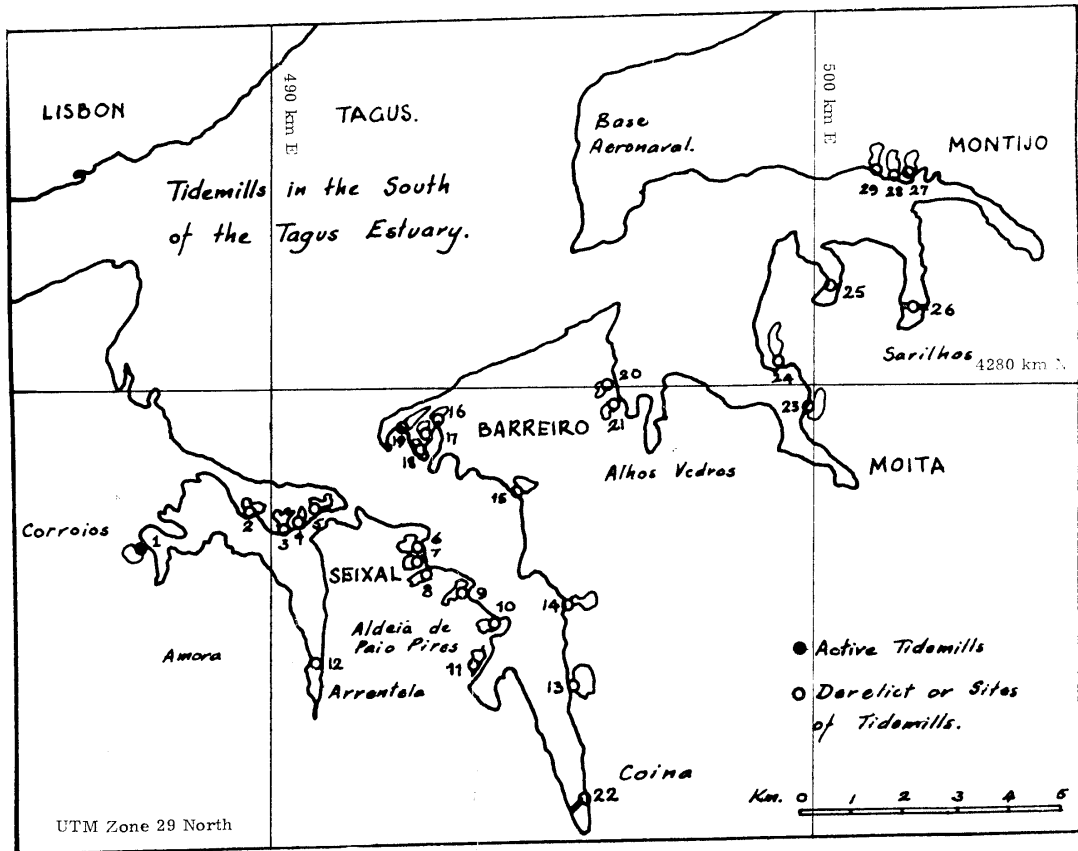 LISBON
TAGUS.
490 km E
500 km E
Base
Aeronaval.
MONTIJO
Tidemills in the South
of the Tagus Estuary.
29
28
27
25
26
Sarilhos
4280 km N
24
23
20
21
16
17
18
19
BARREIRO
Alhos Vedros
MOITA
15
Corroios
1
2
3
4
5
6
7
SEIXAL
8
9
10
14
Aldeia de
Paio Pires
Amora
12
11
13
Arrentela
Active Tidemills
Derelict or Sites
of Tidemills.
Coina
22
Km. 0 1 2 3 4 5
UTM Zone 29 North